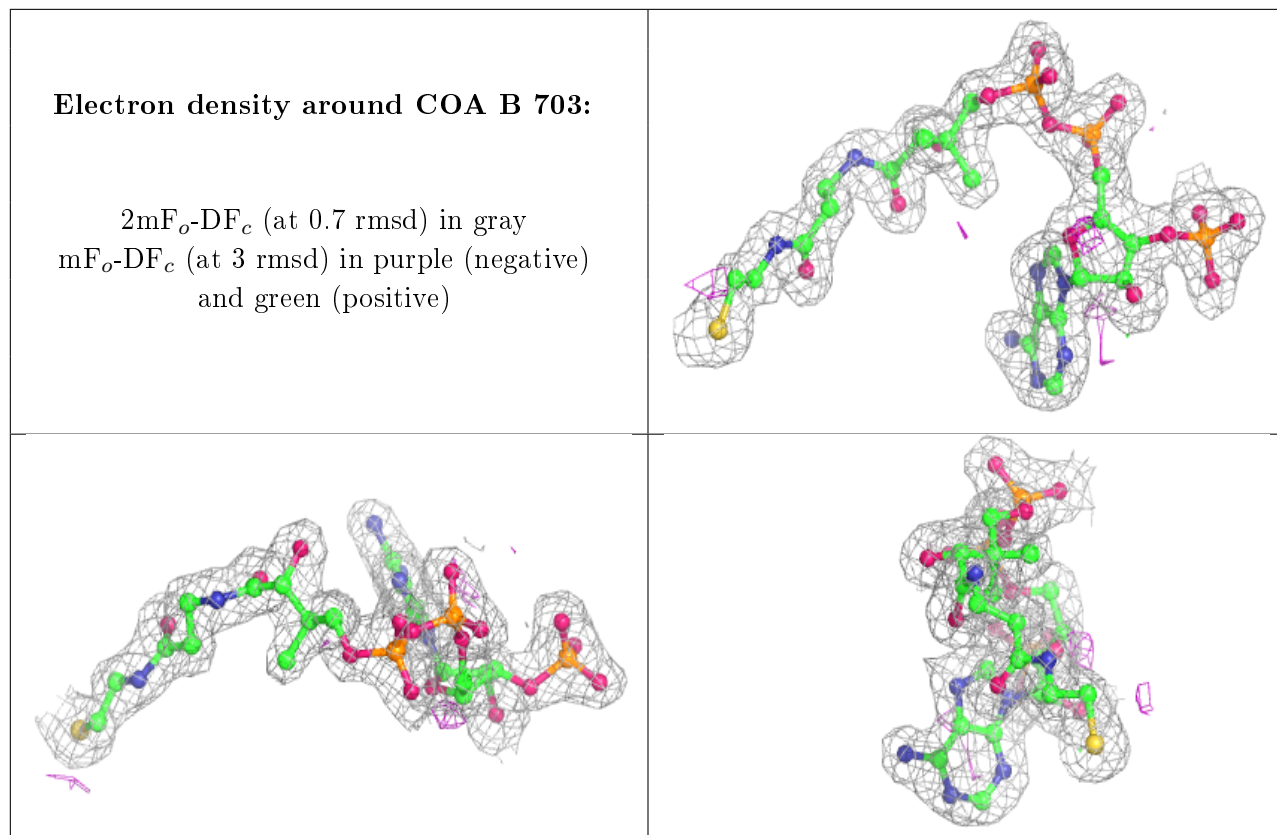 Electron density around COA B 703:
2mFo-DFc (at 0.7 rmsd) in gray
mFo-DFc (at 3 rmsd) in purple (negative)
and green (positive)